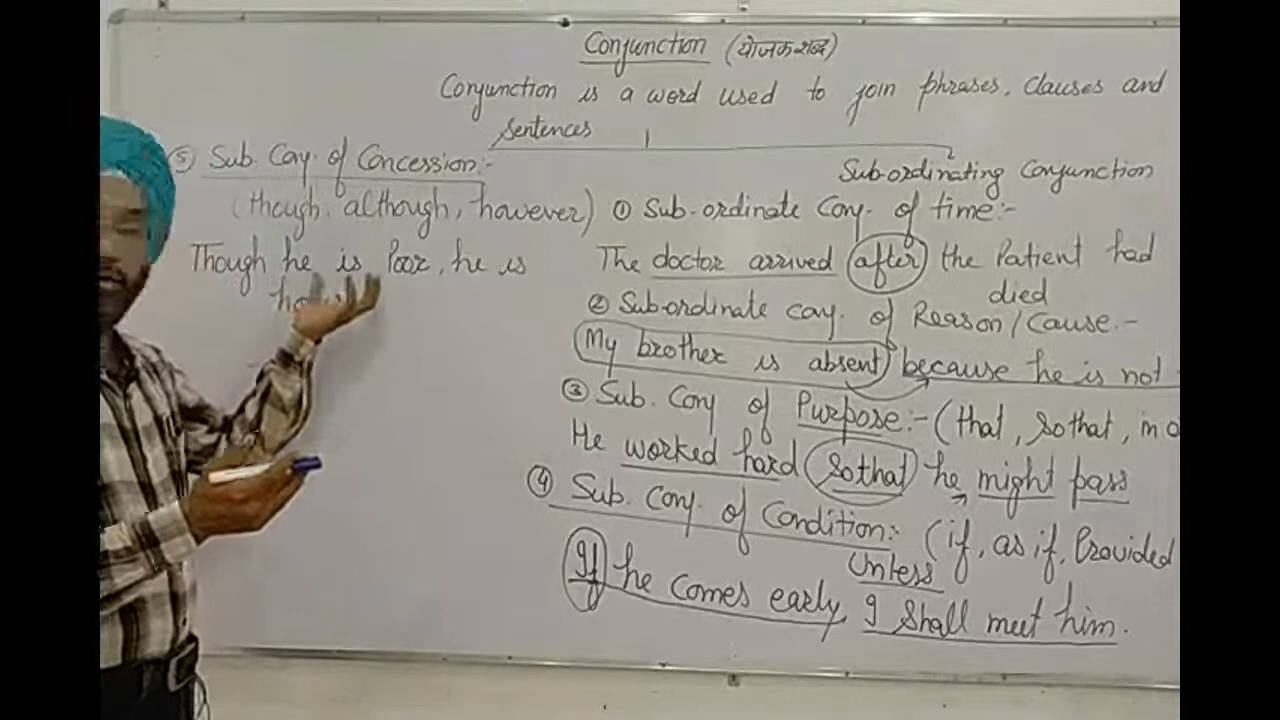 Conjunction (योजक शब्द)
Conjunction is a word used to join phrases, Clauses and
Sentences
Sub-ordinating Conjunction
⑤ Sub. Conj. of Concession:-
(though, although, however)
Though he is Poor, he is
① Sub-ordinate Conj. of time:-
The doctor arrived after the Patient had
died
② Sub-ordinate conj. of Reason/Cause:-
My brother is absent because he is not
③ Sub. Conj of Purpose:- (that, so that, in o
He worked hard so that he might pass
④ Sub. Conj. of Condition:- (if, as if, Provided
Unless
If he comes early, I shall meet him.